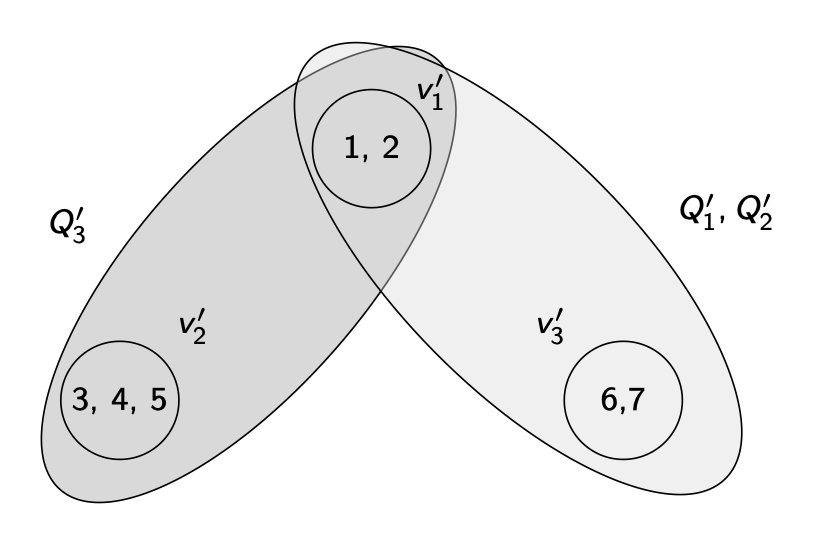 v′₁
1, 2
Q′₃
Q′₁, Q′₂
v′₂
v′₃
3, 4, 5
6,7